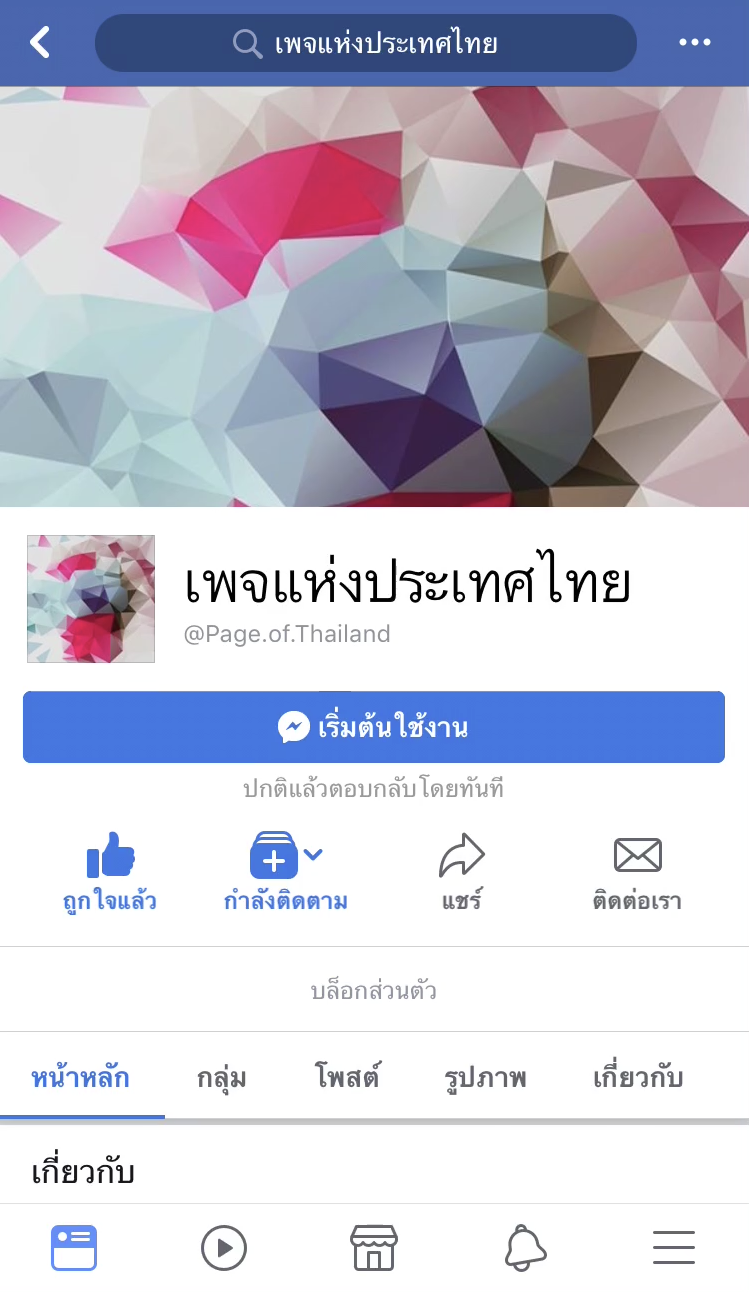 เพจแห่งประเทศไทย
เพจแห่งประเทศไทย
@Page.of.Thailand
เริ่มต้นใช้งาน
ปกติแล้วตอบกลับโดยทันที
ถูกใจแล้ว กำลังติดตาม แชร์ ติดต่อเรา
บล็อกส่วนตัว
หน้าหลัก กลุ่ม โพสต์ รูปภาพ เกี่ยวกับ
เกี่ยวกับ